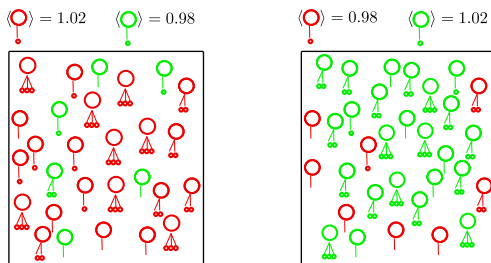 ⟨ ⟩ = 1.02 ⟨ ⟩ = 0.98 ⟨ ⟩ = 0.98 ⟨ ⟩ = 1.02